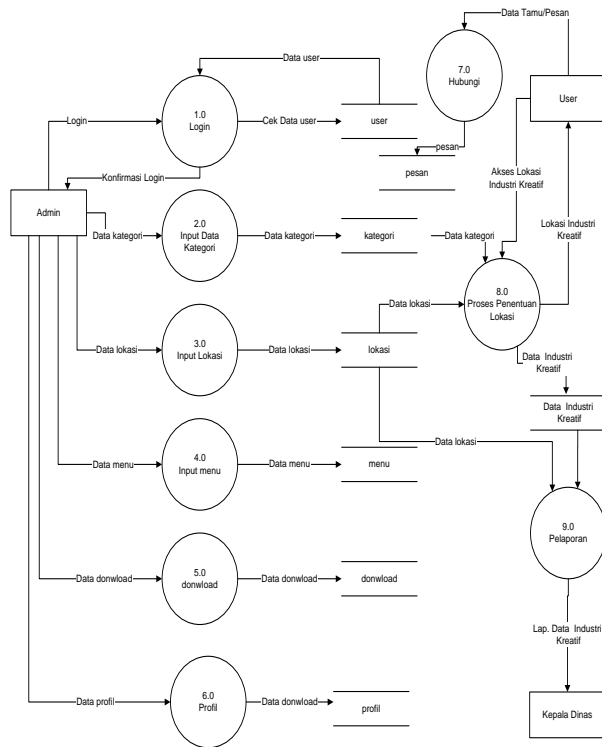 Data Tamu/Pesan
Data user
7.0
Hubungi
User
1.0
Login
Login
Cek Data user
user
pesan
pesan
Konfirmasi Login
Akses Lokasi
Industri Kreatif
Lokasi Industri
Kreatif
Admin
2.0
Input Data
Kategori
Data kategori
Data kategori
kategori
Data kategori
8.0
Proses Penentuan
Lokasi
Data lokasi
3.0
Input Lokasi
Data lokasi
Data lokasi
lokasi
Data Industri
Kreatif
Data Industri
Kreatif
Data lokasi
4.0
Input menu
Data menu
Data menu
menu
9.0
Pelaporan
5.0
donwload
Data donwload
Data donwload
donwload
Lap. Data Industri
Kreatif
6.0
Profil
Data profil
Data donwload
profil
Kepala Dinas